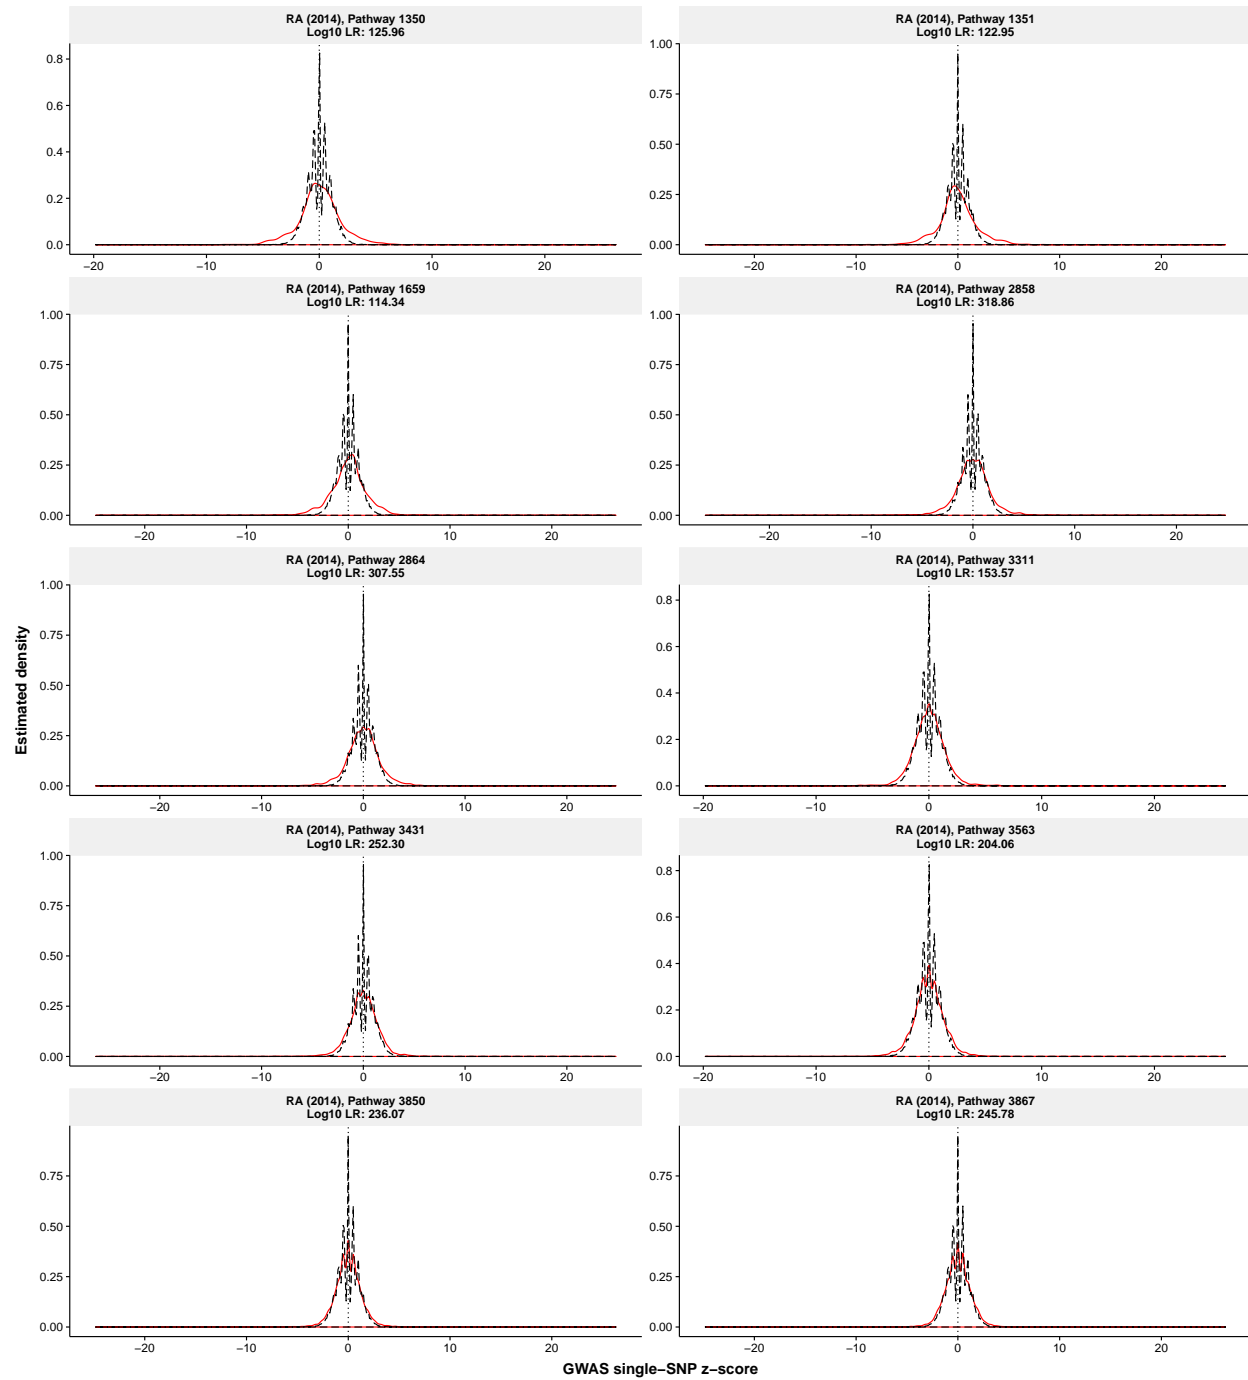 RA (2014), Pathway 1350
Log10 LR: 125.96
0.8
0.6
0.4
0.2
0.0
−20 −10 0 10 20
RA (2014), Pathway 1351
Log10 LR: 122.95
1.00
0.75
0.50
0.25
0.00
−20 −10 0 10 20
RA (2014), Pathway 1659
Log10 LR: 114.34
1.00
0.75
0.50
0.25
0.00
−20 −10 0 10 20
RA (2014), Pathway 2858
Log10 LR: 318.86
1.00
0.75
0.50
0.25
0.00
−20 −10 0 10 20
Estimated density
RA (2014), Pathway 2864
Log10 LR: 307.55
1.00
0.75
0.50
0.25
0.00
−20 −10 0 10 20
RA (2014), Pathway 3311
Log10 LR: 153.57
0.8
0.6
0.4
0.2
0.0
−20 −10 0 10 20
RA (2014), Pathway 3431
Log10 LR: 252.30
1.00
0.75
0.50
0.25
0.00
−20 −10 0 10 20
RA (2014), Pathway 3563
Log10 LR: 204.06
0.8
0.6
0.4
0.2
0.0
−20 −10 0 10 20
RA (2014), Pathway 3850
Log10 LR: 236.07
0.75
0.50
0.25
0.00
−20 −10 0 10 20
RA (2014), Pathway 3867
Log10 LR: 245.78
0.75
0.50
0.25
0.00
−20 −10 0 10 20
GWAS single−SNP z−score